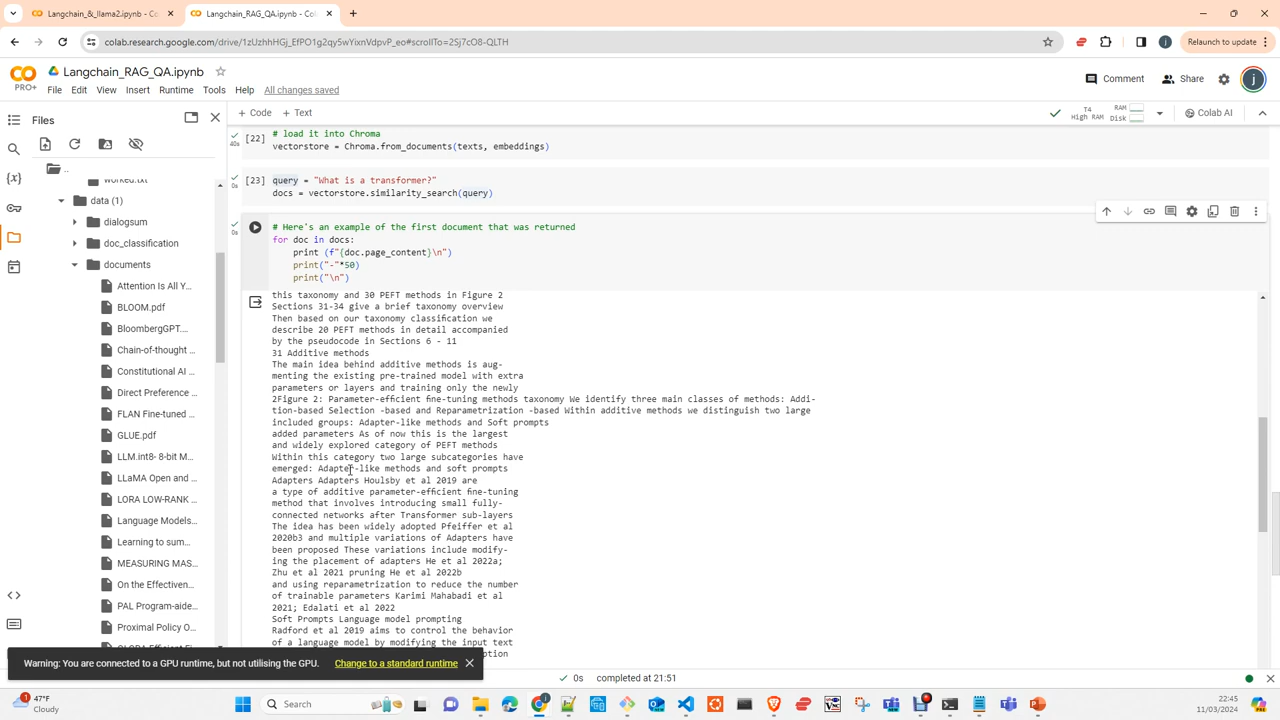 Langchain_&_llama2.ipynb - Co
Langchain_RAG_QA.ipynb - Col
colab.research.google.com/drive/1zUzhhHGj_EfPO1g2qy5wYixnVdpvP_eo#scrollTo=2Sj7cO8-QLTH
Relaunch to update
PRO+
Langchain_RAG_QA.ipynb
File Edit View Insert Runtime Tools Help All changes saved
Comment
Share
j
Files
+ Code + Text
T4
High RAM
RAM
Disk
Colab AI
..
worked.txt
data (1)
dialogsum
doc_classification
documents
Attention Is All Y...
BLOOM.pdf
BloombergGPT....
Chain-of-thought ...
Constitutional AI ...
Direct Preference ...
FLAN Fine-tuned ...
GLUE.pdf
LLM.int8- 8-bit M...
LLaMA Open and ...
LORA LOW-RANK ...
Language Models...
Learning to sum...
MEASURING MAS...
On the Effectiven...
PAL Program-aide...
Proximal Policy O...
[22]
40s
# load it into Chroma
vectorstore = Chroma.from_documents(texts, embeddings)
[23]
0s
query = "What is a transformer?"
docs = vectorstore.similarity_search(query)
0s
# Here's an example of the first document that was returned
for doc in docs:
print (f"{doc.page_content}\n")
print("-"*50)
print("\n")
this taxonomy and 30 PEFT methods in Figure 2
Sections 31-34 give a brief taxonomy overview
Then based on our taxonomy classification we
describe 20 PEFT methods in detail accompanied
by the pseudocode in Sections 6 - 11
31 Additive methods
The main idea behind additive methods is aug-
menting the existing pre-trained model with extra
parameters or layers and training only the newly
2Figure 2: Parameter-efficient fine-tuning methods taxonomy We identify three main classes of methods: Addi-
tion-based Selection -based and Reparametrization -based Within additive methods we distinguish two large
included groups: Adapter-like methods and Soft prompts
added parameters As of now this is the largest
and widely explored category of PEFT methods
Within this category two large subcategories have
emerged: Adapter-like methods and soft prompts
Adapters Adapters Houlsby et al 2019 are
a type of additive parameter-efficient fine-tuning
method that involves introducing small fully-
connected networks after Transformer sub-layers
The idea has been widely adopted Pfeiffer et al
2020b3 and multiple variations of Adapters have
been proposed These variations include modify-
ing the placement of adapters He et al 2022a;
Zhu et al 2021 pruning He et al 2022b
and using reparametrization to reduce the number
of trainable parameters Karimi Mahabadi et al
2021; Edalati et al 2022
Soft Prompts Language model prompting
Radford et al 2019 aims to control the behavior
of a language model by modifying the input text
Warning: You are connected to a GPU runtime, but not utilising the GPU. Change to a standard runtime
0s completed at 21:51
1
47°F
Cloudy
Search
22:45
11/03/2024